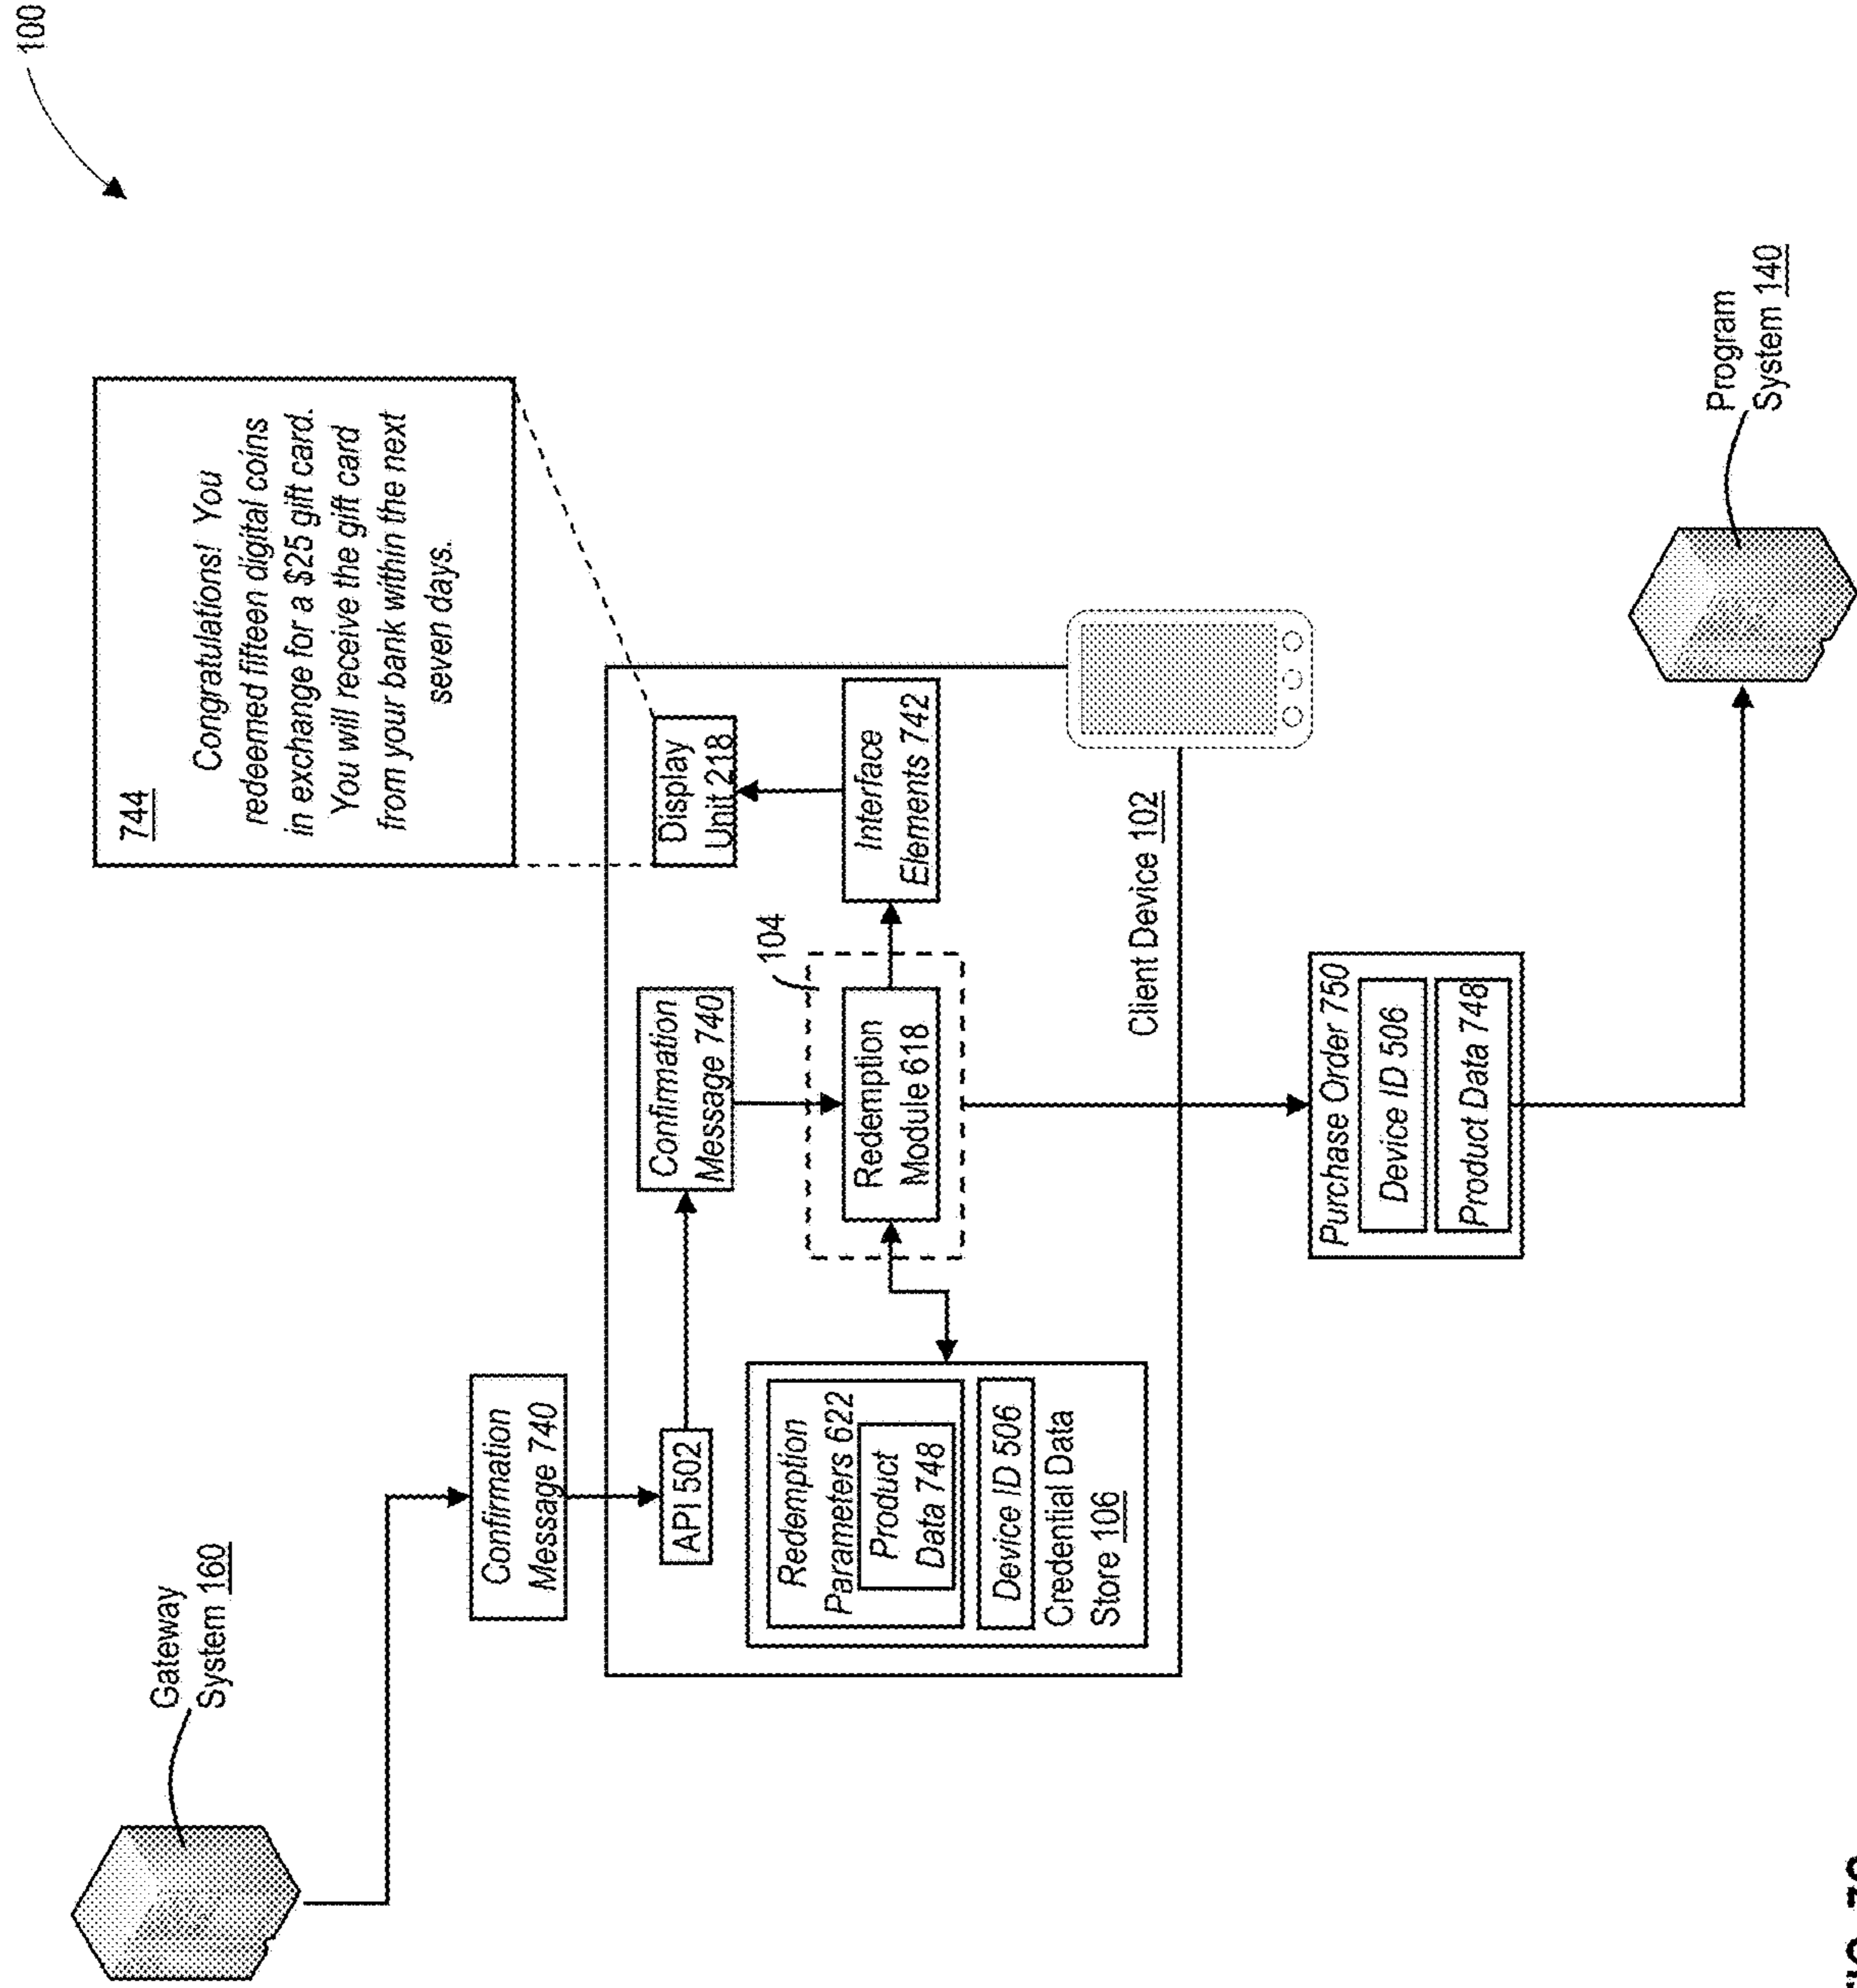 100
Gateway
System 160
744
Congratulations! You
redeemed fifteen digital coins
in exchange for a $25 gift card.
You will receive the gift card
from your bank within the next
seven days.
Confirmation
Message 740
API 502
Confirmation
Message 740
Display
Unit 218
104
Redemption
Parameters 622
Product
Data 748
Device ID 506
Credential Data
Store 106
Redemption
Module 618
Interface
Elements 742
Client Device 102
Purchase Order 750
Device ID 506
Product Data 748
Program
System 140